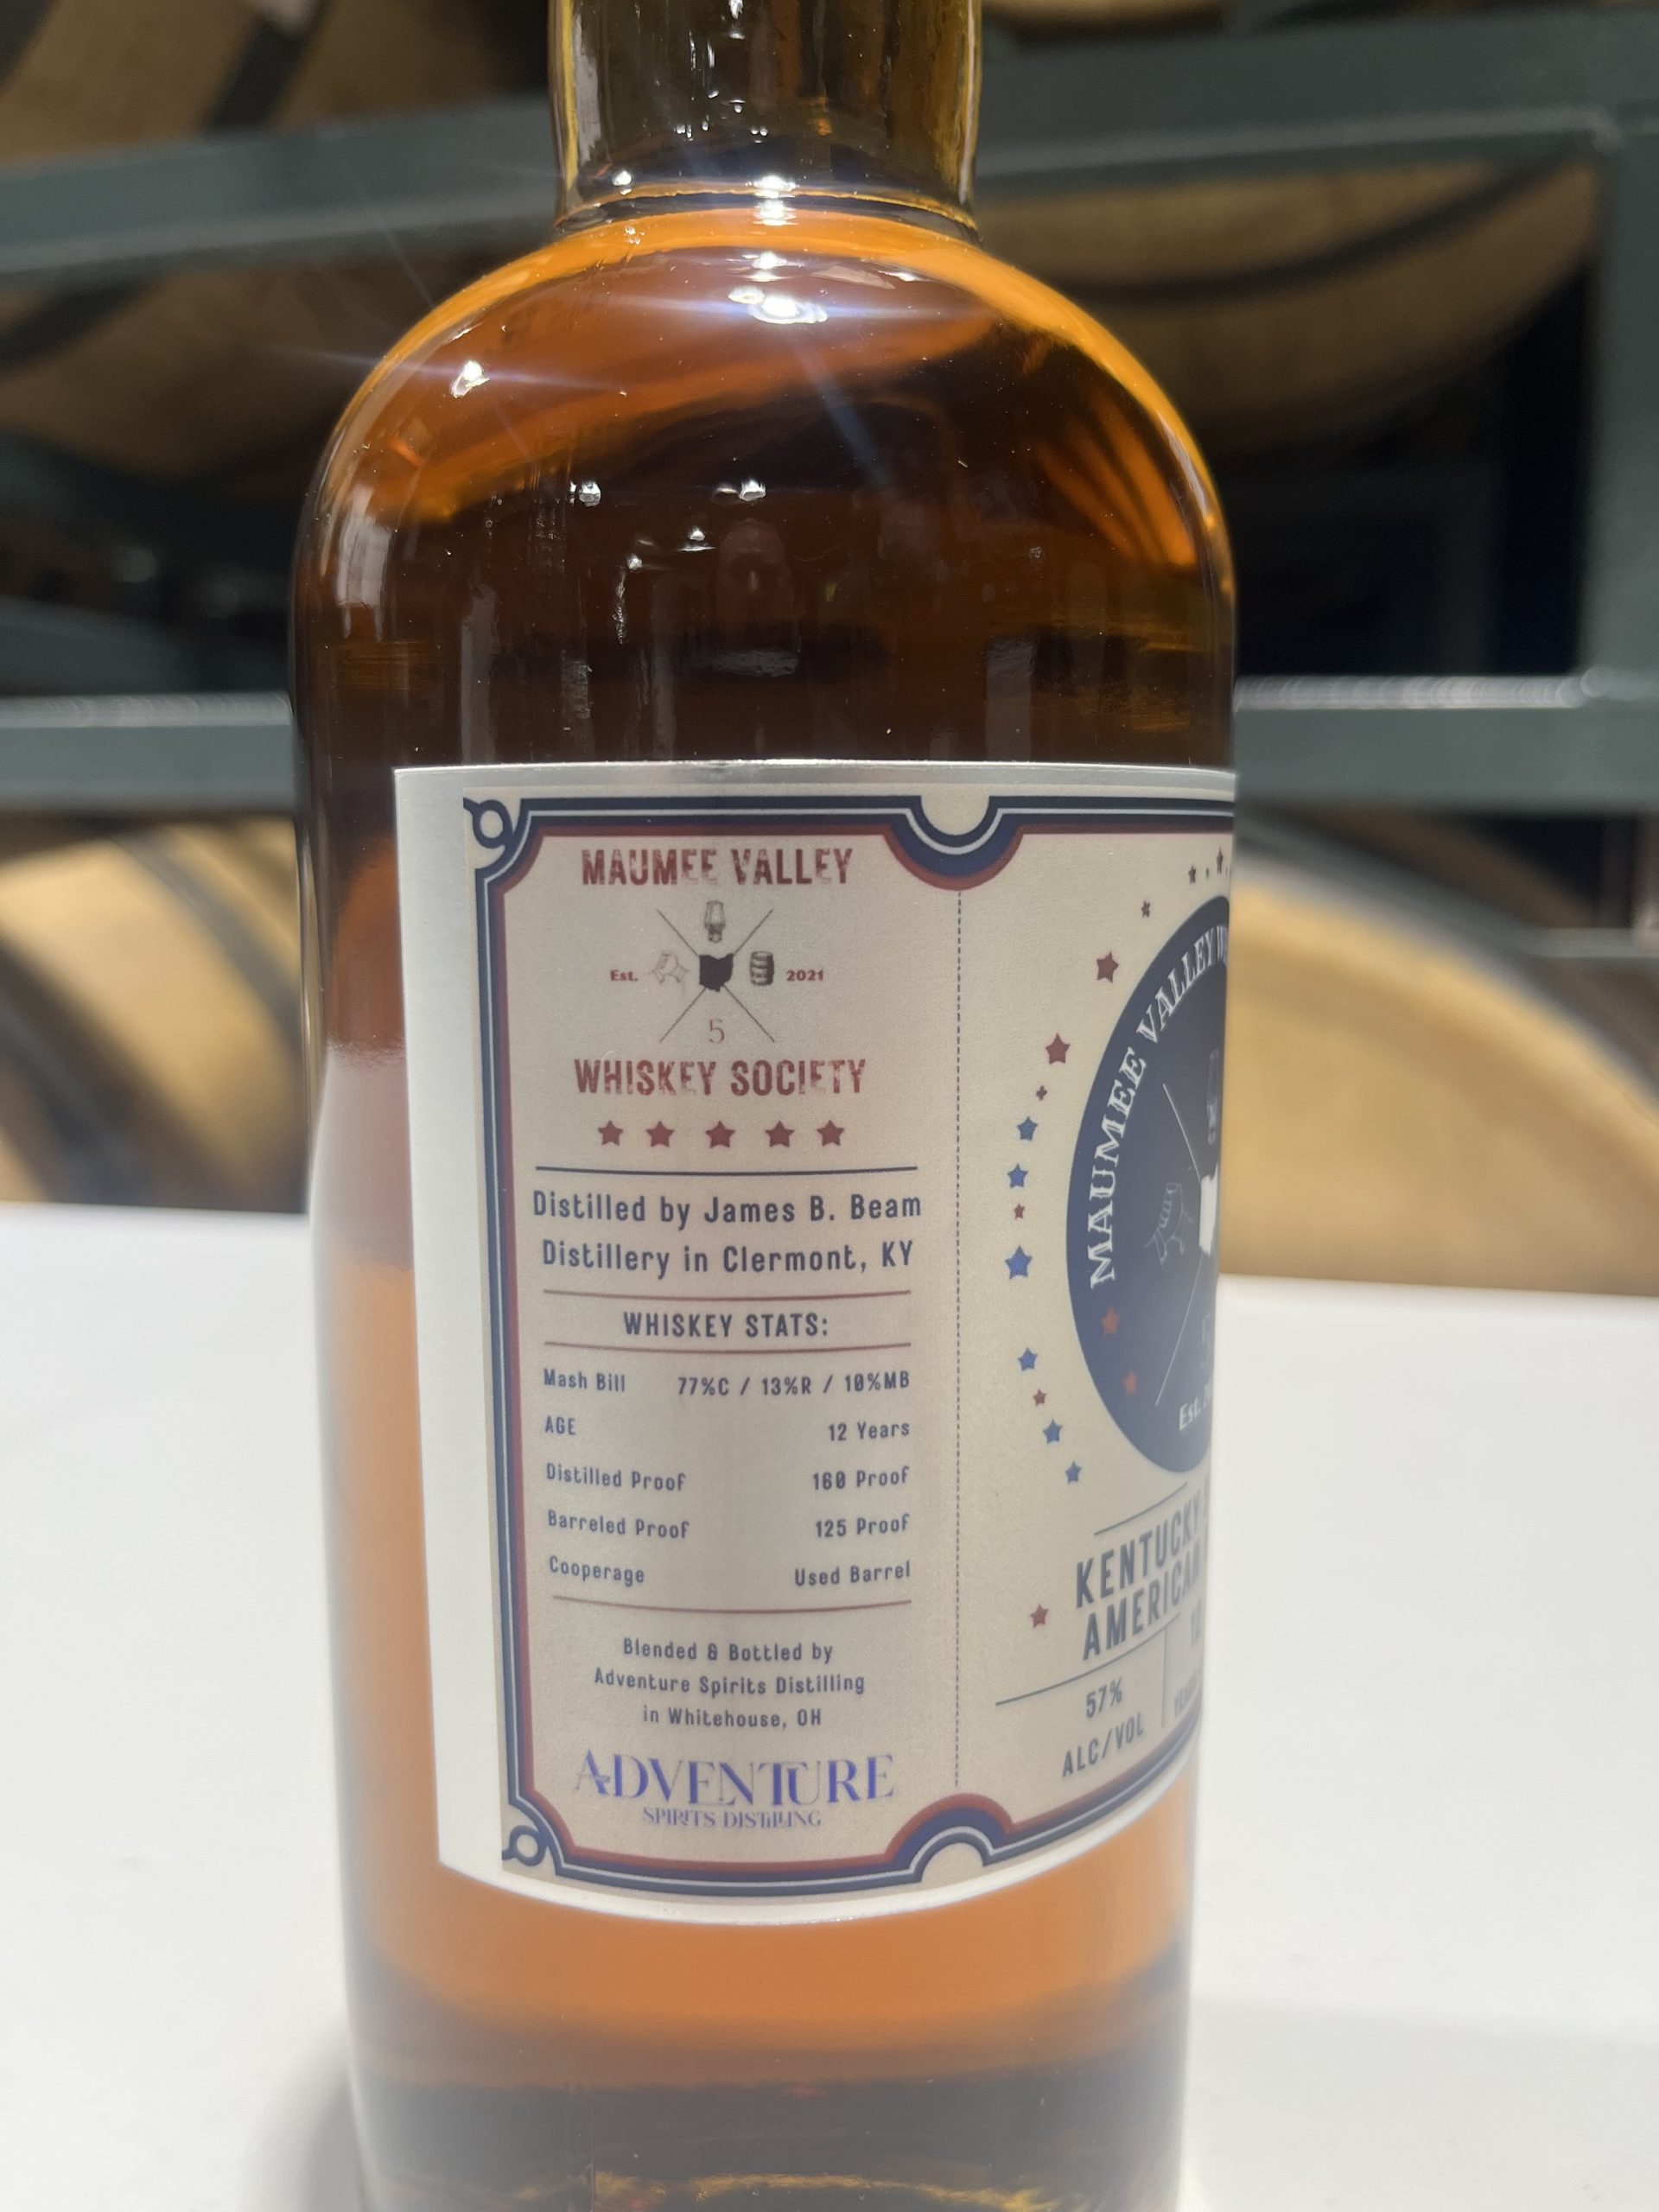 MAUMEE VALLEY
Est. 2021
5
WHISKEY SOCIETY
Distilled by James B. Beam
Distillery in Clermont, KY
WHISKEY STATS:
Mash Bill 77%C / 13%R / 10%MB
AGE 12 Years
Distilled Proof 160 Proof
Barreled Proof 125 Proof
Cooperage Used Barrel
Blended & Bottled by
Adventure Spirits Distilling
in Whitehouse, OH
ADVENTURE
SPIRITS DISTILLING
MAUMEE VALLEY
Est.
KENTUCKY
AMERICAN
57%
ALC/VOL